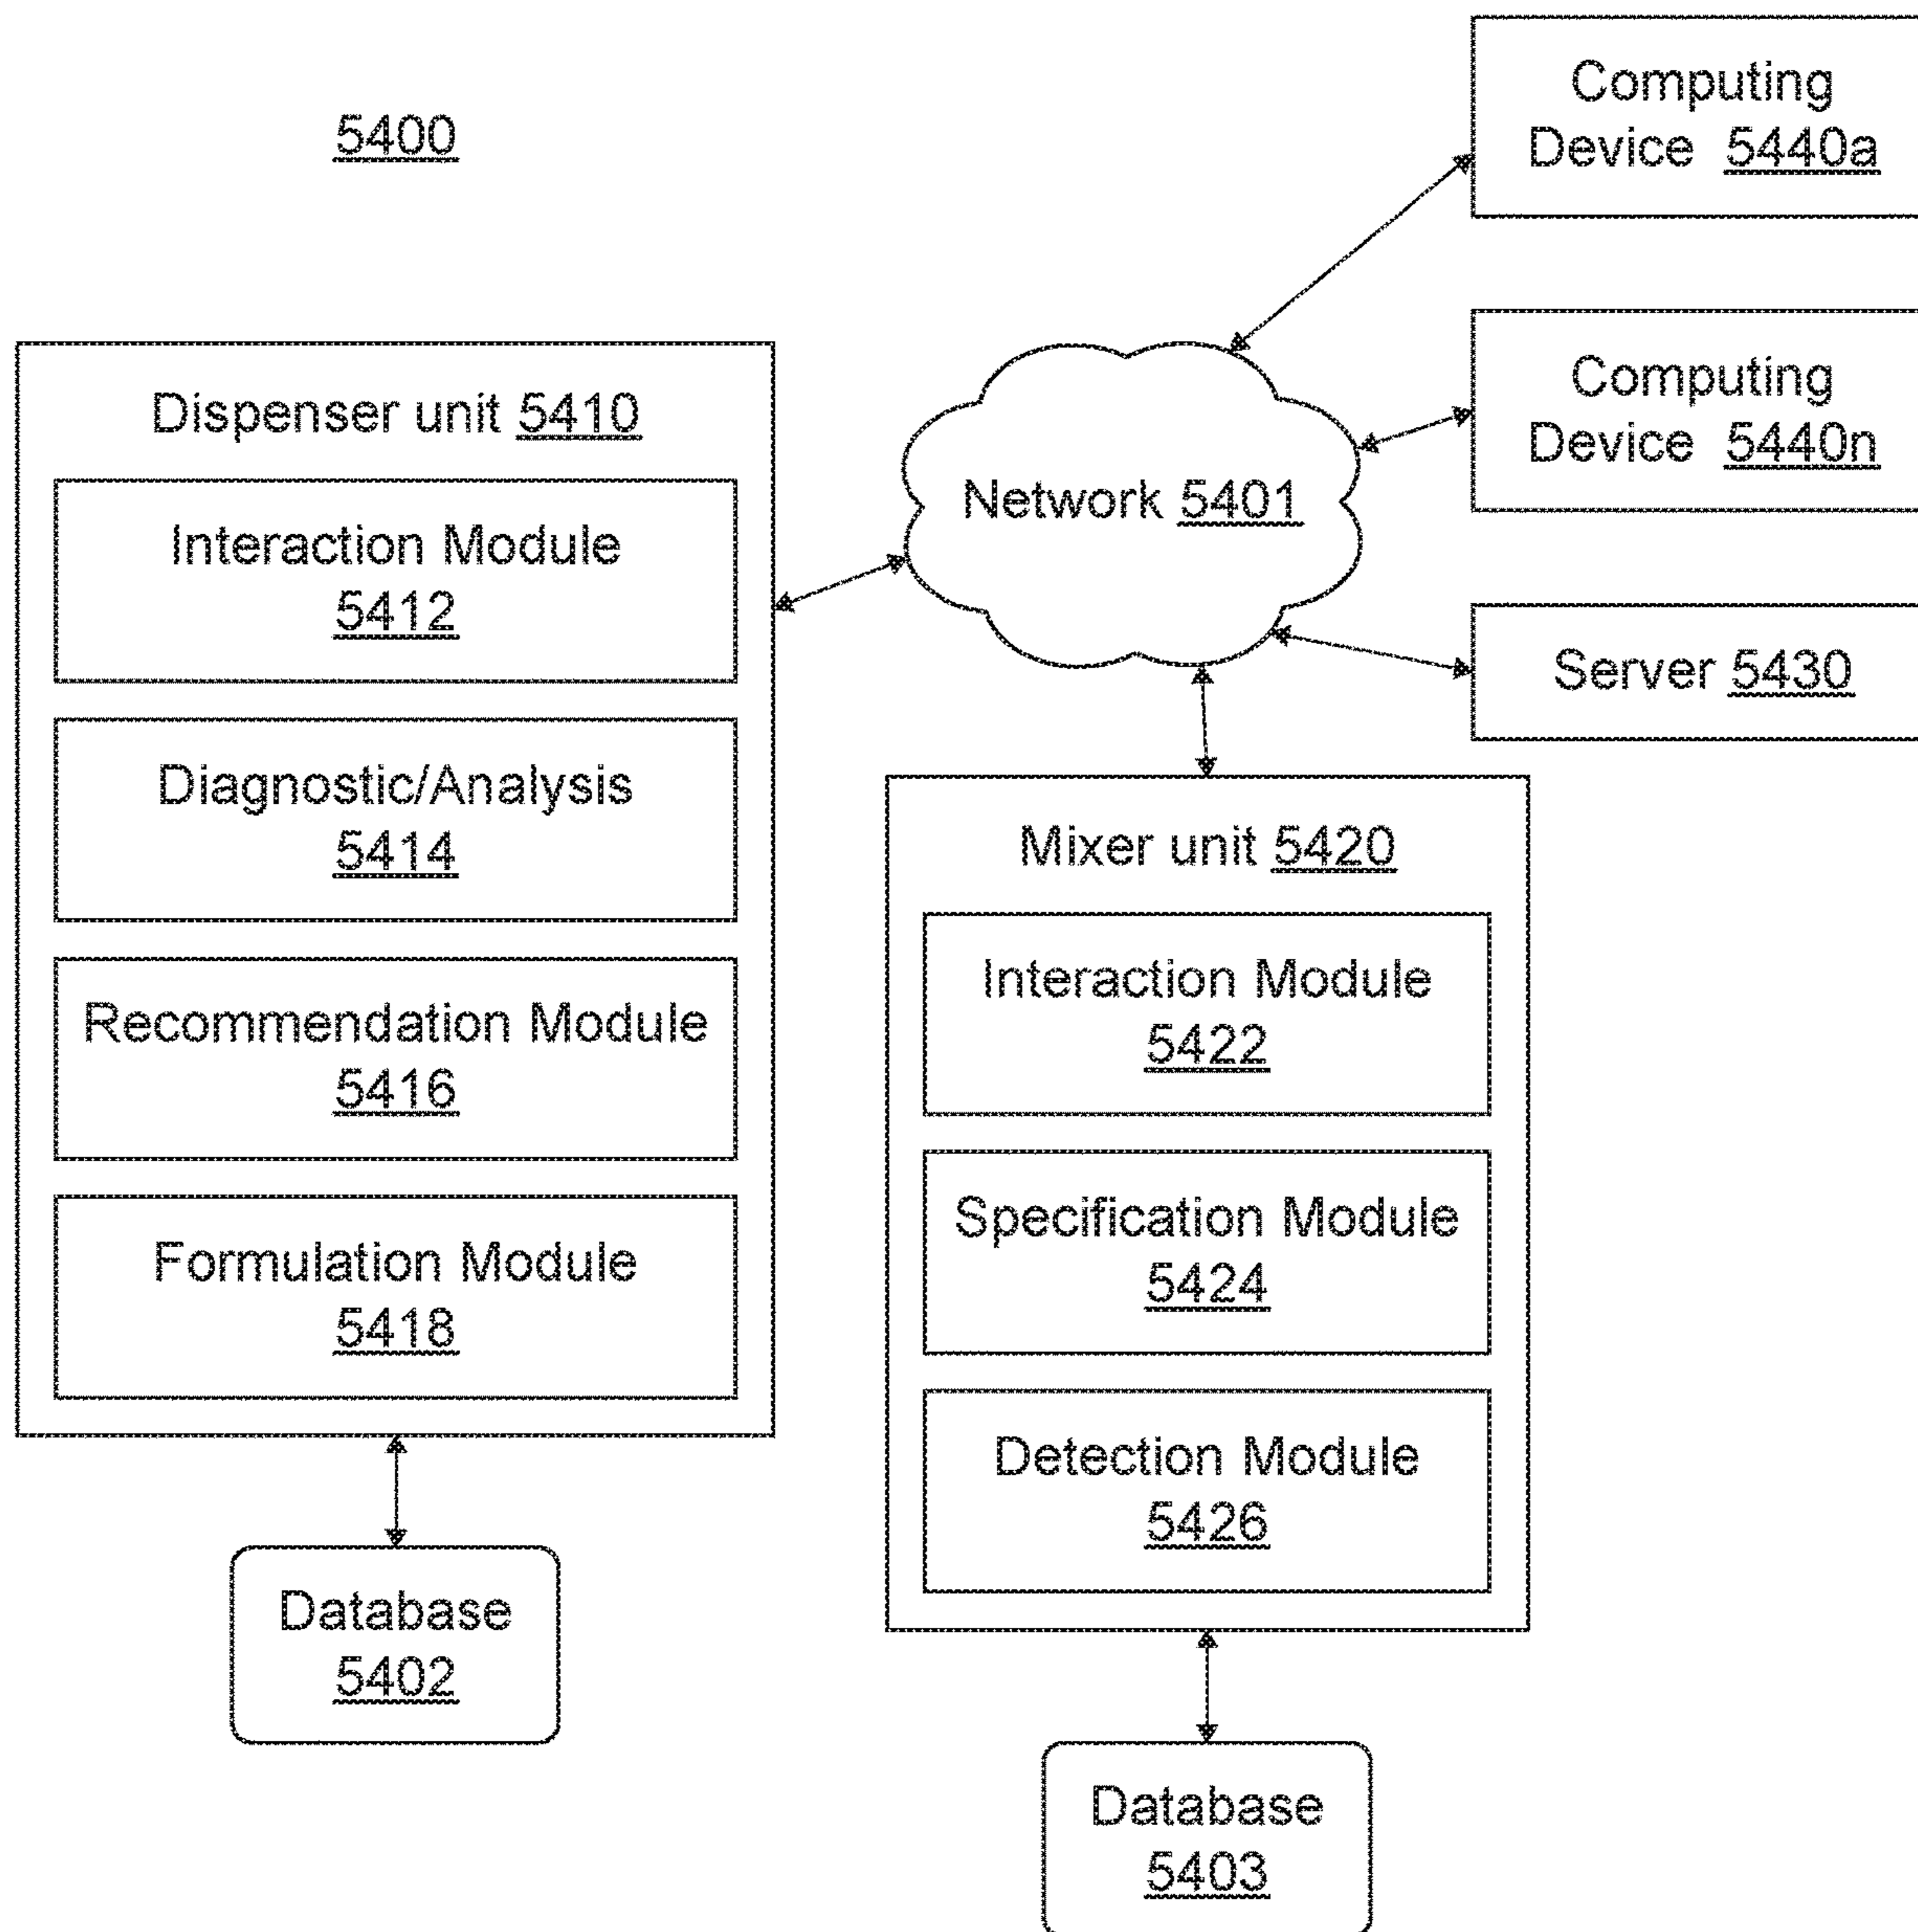 5400
Computing
Device 5440a
Computing
Device 5440n
Server 5430
Network 5401
Dispenser unit 5410
Interaction Module
5412
Diagnostic/Analysis
5414
Recommendation Module
5416
Formulation Module
5418
Database
5402
Mixer unit 5420
Interaction Module
5422
Specification Module
5424
Detection Module
5426
Database
5403